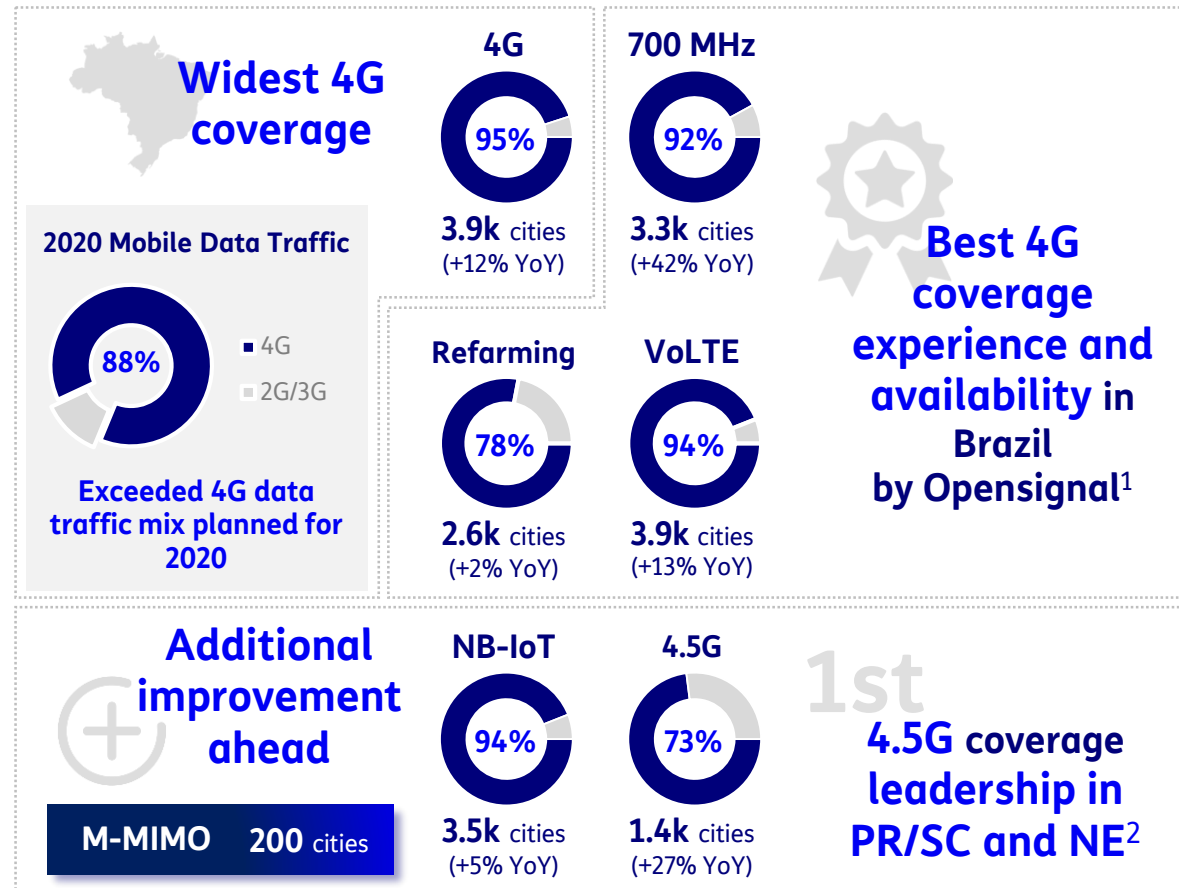 Widest 4G
coverage
4G
95%
3.9k cities
(+12% YoY)
700 MHz
92%
3.3k cities
(+42% YoY)
2020 Mobile Data Traffic
88%
4G
2G/3G
Exceeded 4G data
traffic mix planned for
2020
Refarming
78%
2.6k cities
(+2% YoY)
VoLTE
94%
3.9k cities
(+13% YoY)
Best 4G
coverage
experience and
availability in
Brazil
by Opensignal1
Additional
improvement
ahead
M-MIMO 200 cities
NB-IoT
94%
3.5k cities
(+5% YoY)
4.5G
73%
1.4k cities
(+27% YoY)
1st
4.5G coverage
leadership in
PR/SC and NE2